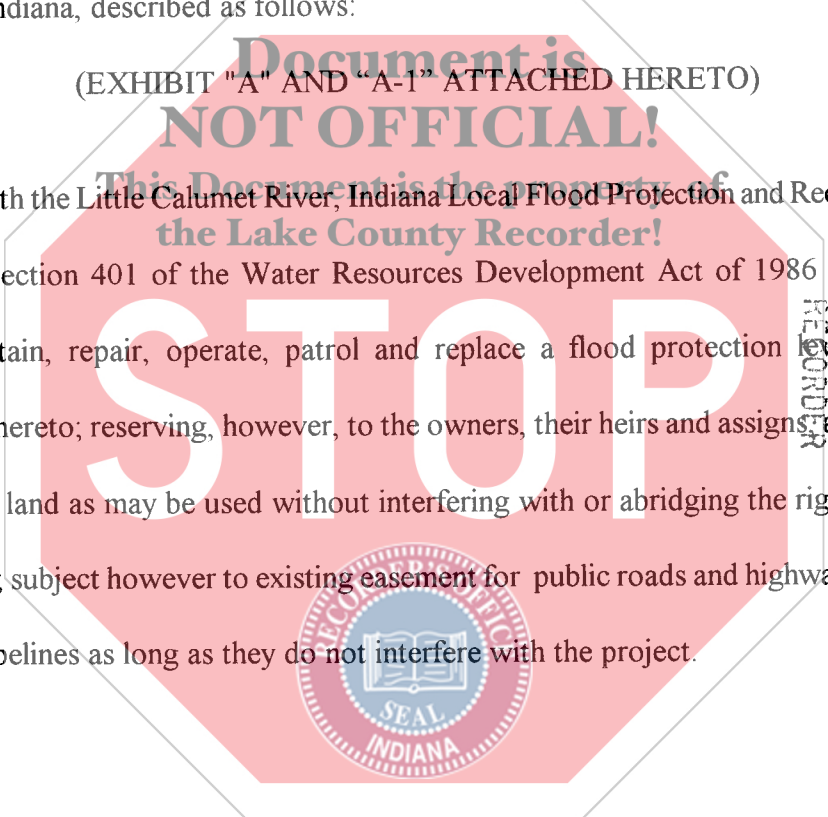 ndiana, described as follows:
Document is
(EXHIBIT "A" AND “A-1” ATTACHED HERETO)
NOT OFFICIAL!
This Document is the property of
th the Little Calumet River, Indiana Local Flood Protection and Rec
the Lake County Recorder!
ection 401 of the Water Resources Development Act of 1986
tain, repair, operate, patrol and replace a flood protection lev
RECORDER
STOP
hereto; reserving, however, to the owners, their heirs and assigns,
land as may be used without interfering with or abridging the rig
; subject however to existing easement for public roads and highwa
pelines as long as they do not interfere with the project.
RECORDER'S OFFICE
SEAL
INDIANA